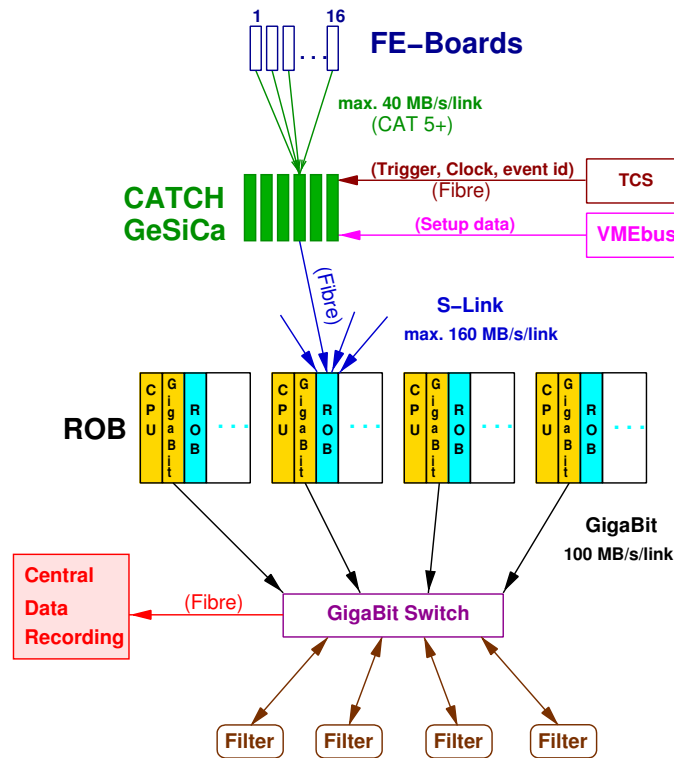 1 16
FE−Boards
...
max. 40 MB/s/link
(CAT 5+)
(Trigger, Clock, event id)
(Fibre)
TCS
CATCH
GeSiCa
(Setup data)
VMEbus
(Fibre)
S−Link
max. 160 MB/s/link
ROB
CPU GigaBit ROB ...
CPU GigaBit ROB ...
CPU GigaBit ROB ...
CPU GigaBit ROB ...
GigaBit
100 MB/s/link
Central
Data
Recording
(Fibre)
GigaBit Switch
Filter Filter Filter Filter